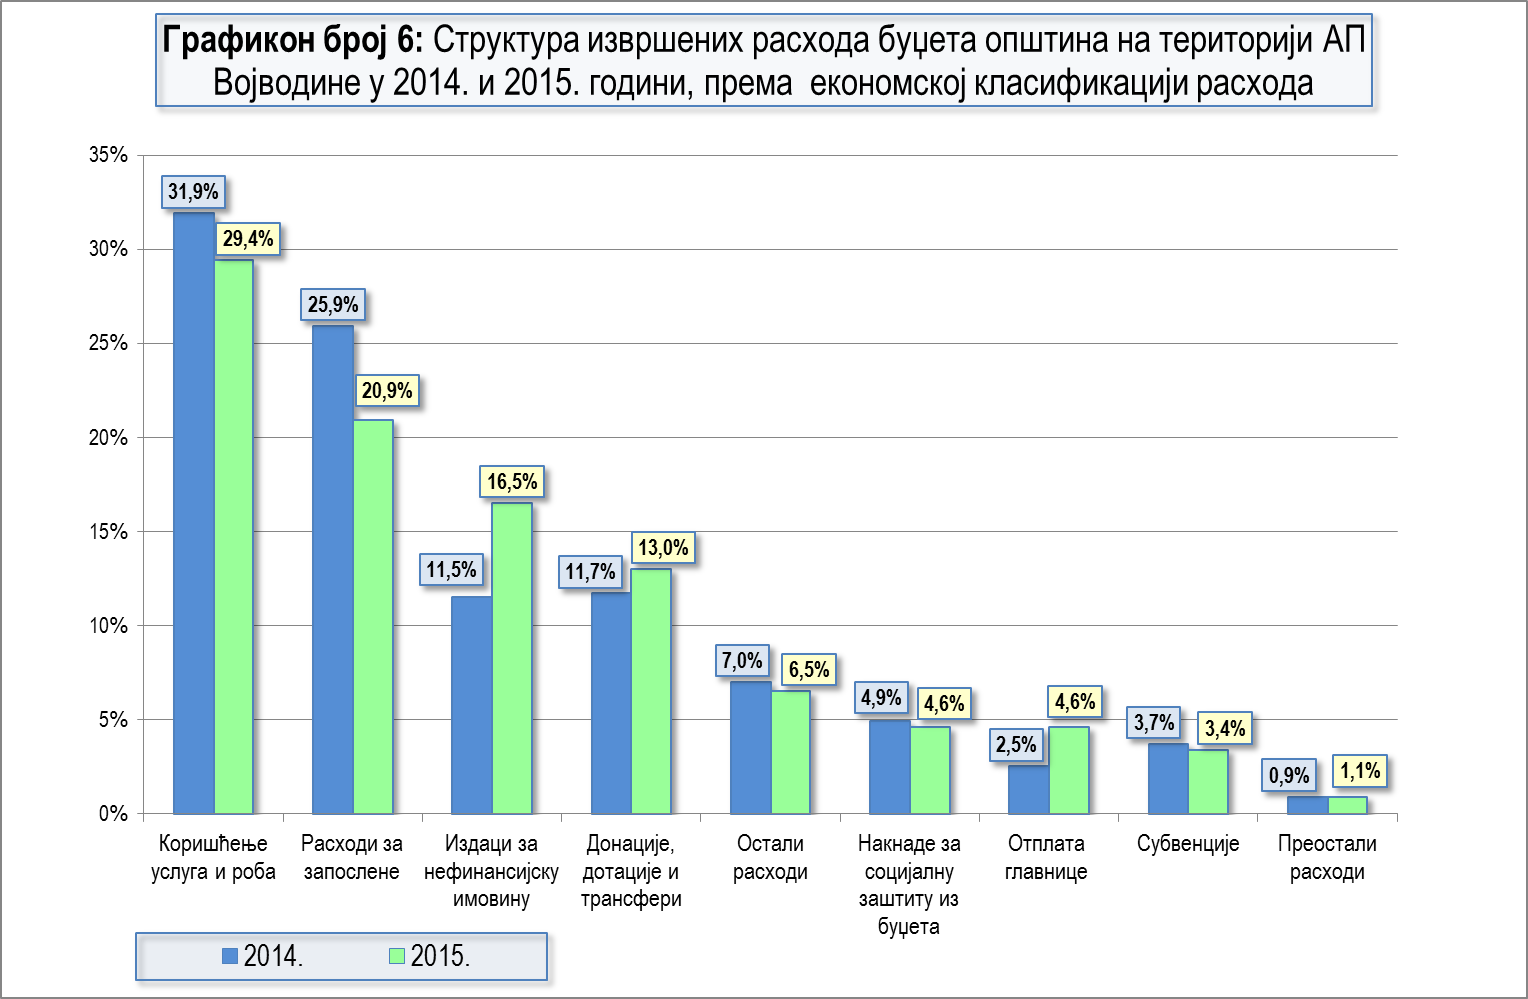 Графикон број 6: Структура извршених расхода буџета општина на територији АП
Војводине у 2014. и 2015. години, према  економској класификацији расхода
35%
30%
25%
20%
15%
10%
5%
0%
31,9%
29,4%
25,9%
20,9%
11,5%
16,5%
11,7%
13,0%
7,0%
6,5%
4,9%
4,6%
2,5%
4,6%
3,7%
3,4%
0,9%
1,1%
Коришћење
услуга и роба
Расходи за
запослене
Издаци за
нефинансијску
имовину
Донације,
дотације и
трансфери
Остали
расходи
Накнаде за
социјалну
заштиту из
буџета
Отплата
главнице
Субвенције
Преостали
расходи
2014.
2015.